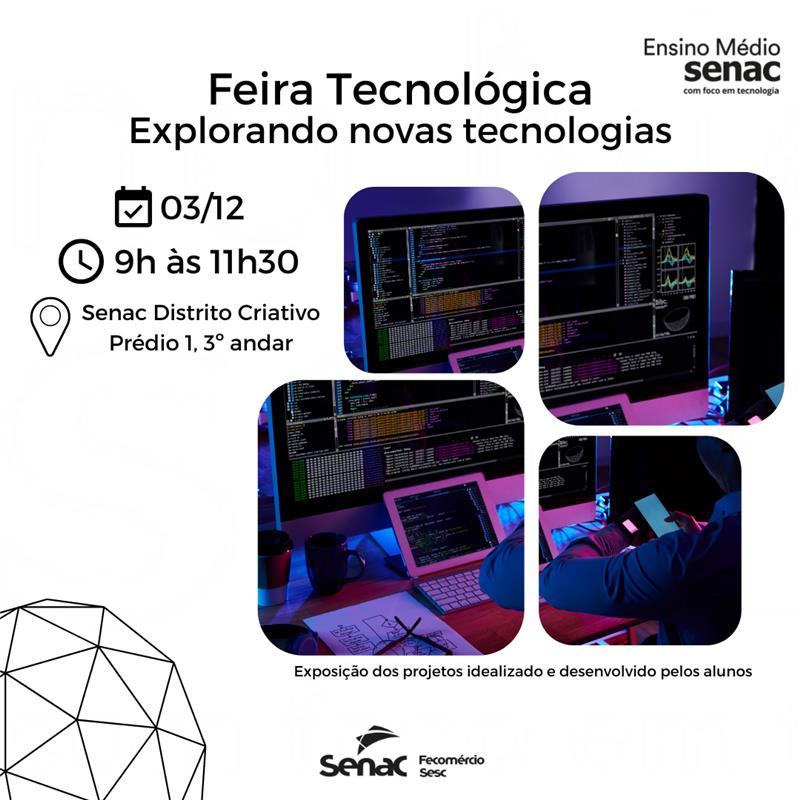 Ensino Médio
senac
com foco em tecnologia
Feira Tecnológica
Explorando novas tecnologias
03/12
9h às 11h30
Senac Distrito Criativo
Prédio 1, 3º andar
Exposição dos projetos idealizado e desenvolvido pelos alunos
Senac
Fecomércio
Sesc